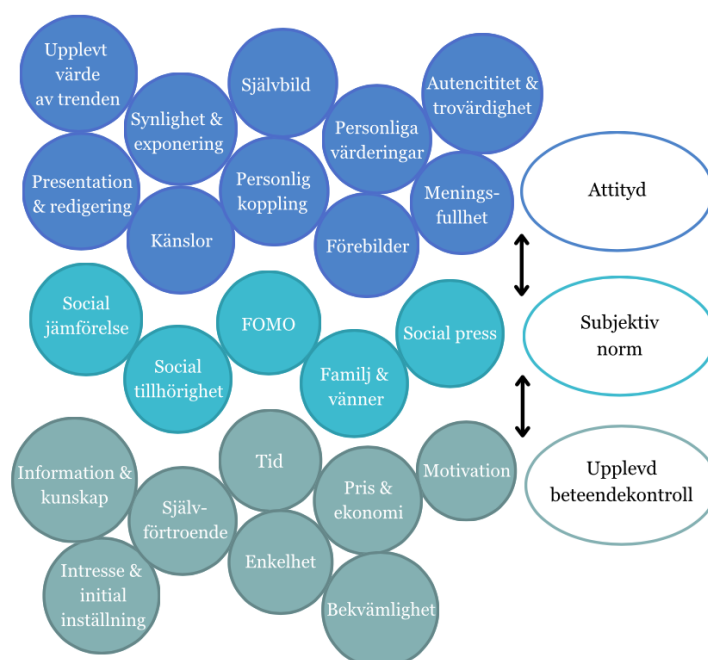 Upplevt
värde
av trenden
Synlighet &
exponering
Självbild
Personliga
värderingar
Autencititet &
trovärdighet
Presentation
& redigering
Känslor
Personlig
koppling
Förebilder
Menings-
fullhet
Attityd
Social
jämförelse
Social
tillhörighet
FOMO
Familj &
vänner
Social press
Subjektiv
norm
Information &
kunskap
Själv-
förtroende
Tid
Pris &
ekonomi
Motivation
Upplevd
beteendekontroll
Intresse &
initial
inställning
Enkelhet
Bekvämlighet